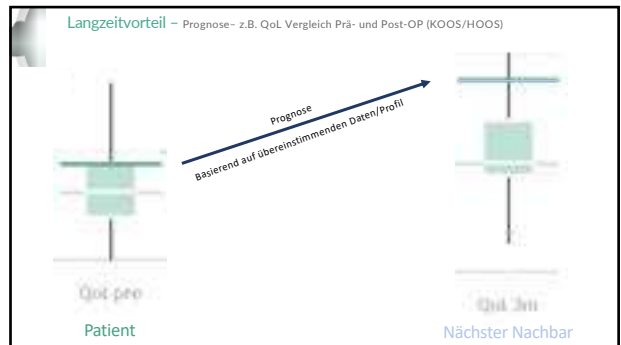 Langzeitvorteil – Prognose– z.B. QoL Vergleich Prä- und Post-OP (KOOS/HOOS)
Prognose
Basierend auf übereinstimmenden Daten/Profil
QoL pre
QoL 3m
Patient
Nächster Nachbar